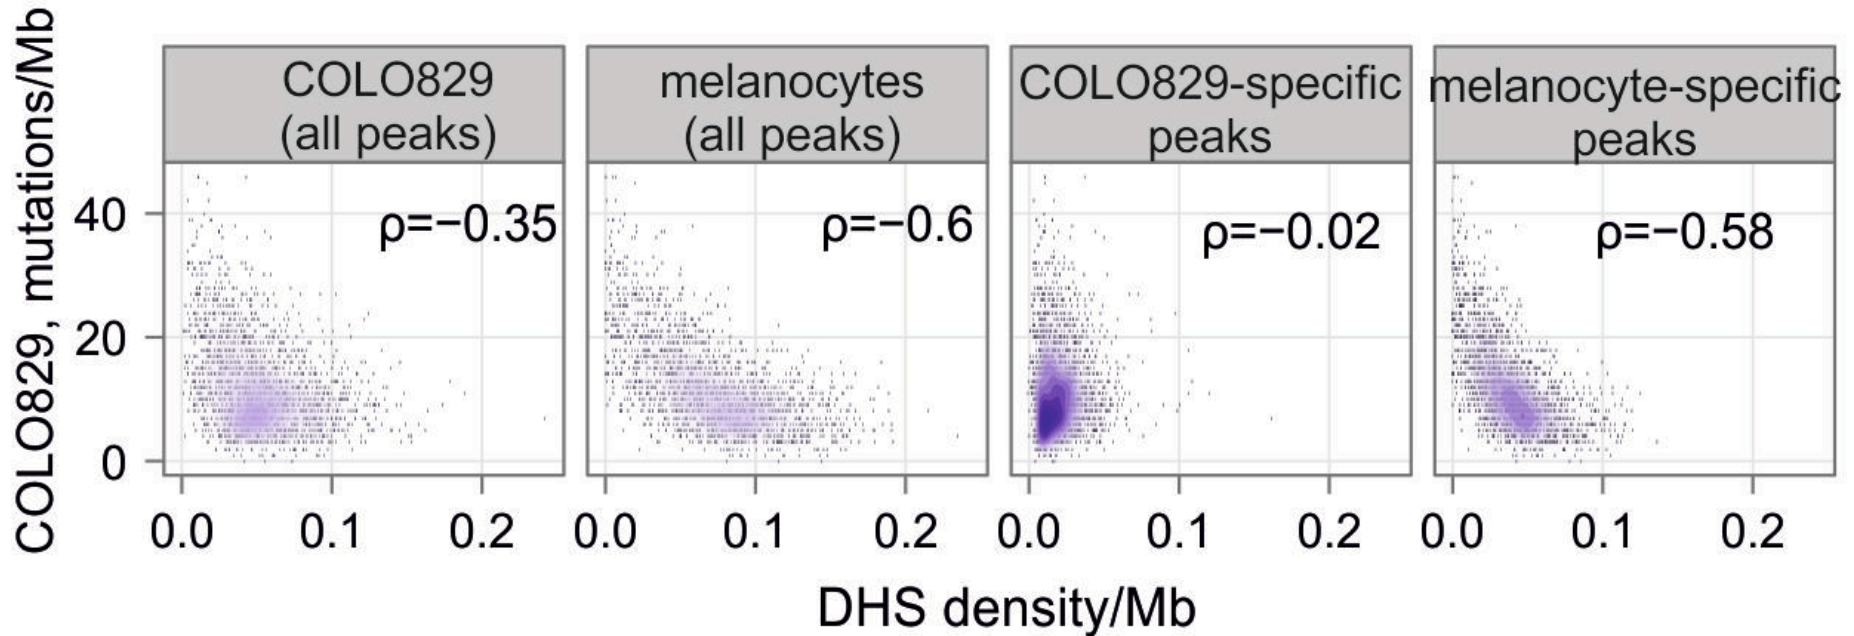 COLO829, mutations/Mb
COLO829
(all peaks)
melanocytes
(all peaks)
COLO829-specific
peaks
melanocyte-specific
peaks
ρ=−0.35
ρ=−0.6
ρ=−0.02
ρ=−0.58
40
20
0
0.0 0.1 0.2
0.0 0.1 0.2
0.0 0.1 0.2
0.0 0.1 0.2
DHS density/Mb